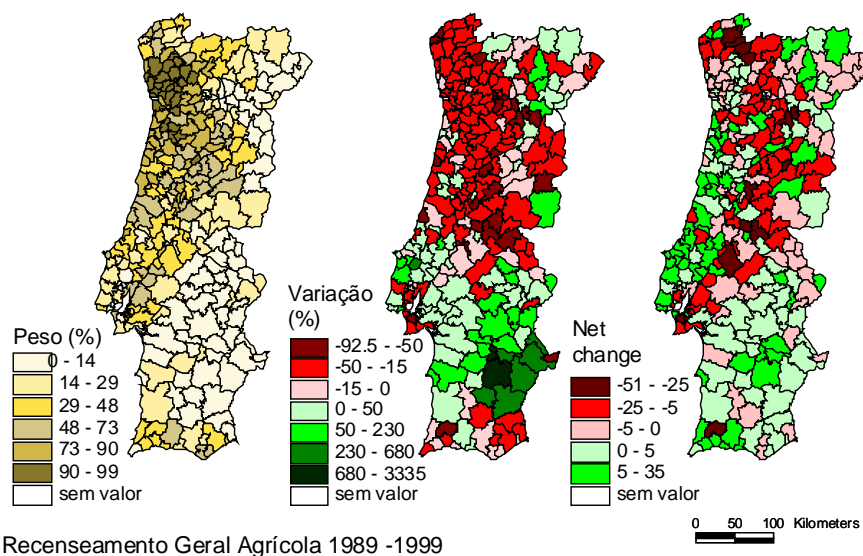 Peso (%)
0 - 14
14 - 29
29 - 48
48 - 73
73 - 90
90 - 99
sem valor
Variação
(%)
-92.5 - -50
-50 - -15
-15 - 0
0 - 50
50 - 230
230 - 680
680 - 3335
sem valor
Net
change
-51 - -25
-25 - -5
-5 - 0
0 - 5
5 - 35
sem valor
0 50 100 Kilometers
Recenseamento Geral Agrícola 1989 -1999